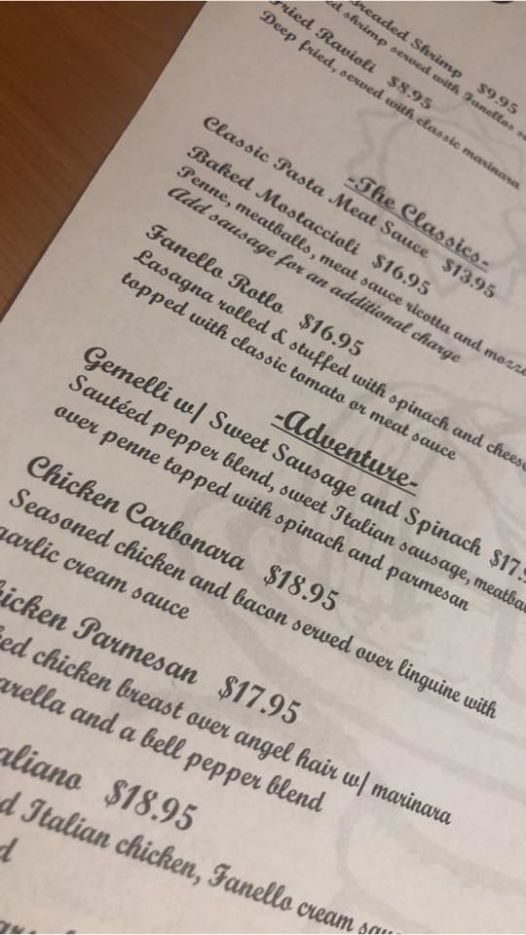 Breaded Shrimp $9.95
shrimp served with Fanellos
Fried Ravioli $8.95
Deep fried, served with classic marinara
-The Classics-
Classic Pasta Meat Sauce $13.95
Baked Mostaccioli $16.95
Penne, meatballs, meat sauce ricotta and
Add sausage for an additional charge
Fanello Rotlo $16.95
Lasagna rolled & stuffed with spinach and cheese
topped with classic tomato or meat sauce
-Adventure-
Gemelli w/ Sweet Sausage and Spinach
Sautéed pepper blend, sweet Italian sausage,
over penne topped with spinach and parmesan
Chicken Carbonara $18.95
Seasoned chicken and bacon served over linguine with
garlic cream sauce
Chicken Parmesan $17.95
chicken breast over angel hair w/ marinara
and a bell pepper blend
$18.95
Italian chicken, Fanello cream